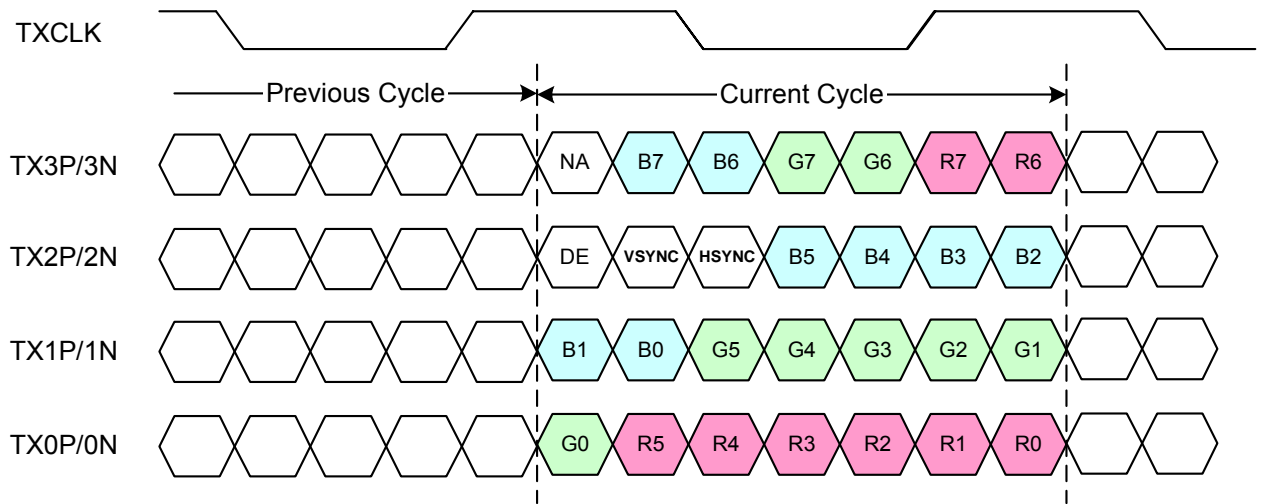 TXCLK
Previous Cycle Current Cycle
TX3P/3N NA B7 B6 G7 G6 R7 R6
TX2P/2N DE VSYNC HSYNC B5 B4 B3 B2
TX1P/1N B1 B0 G5 G4 G3 G2 G1
TX0P/0N G0 R5 R4 R3 R2 R1 R0